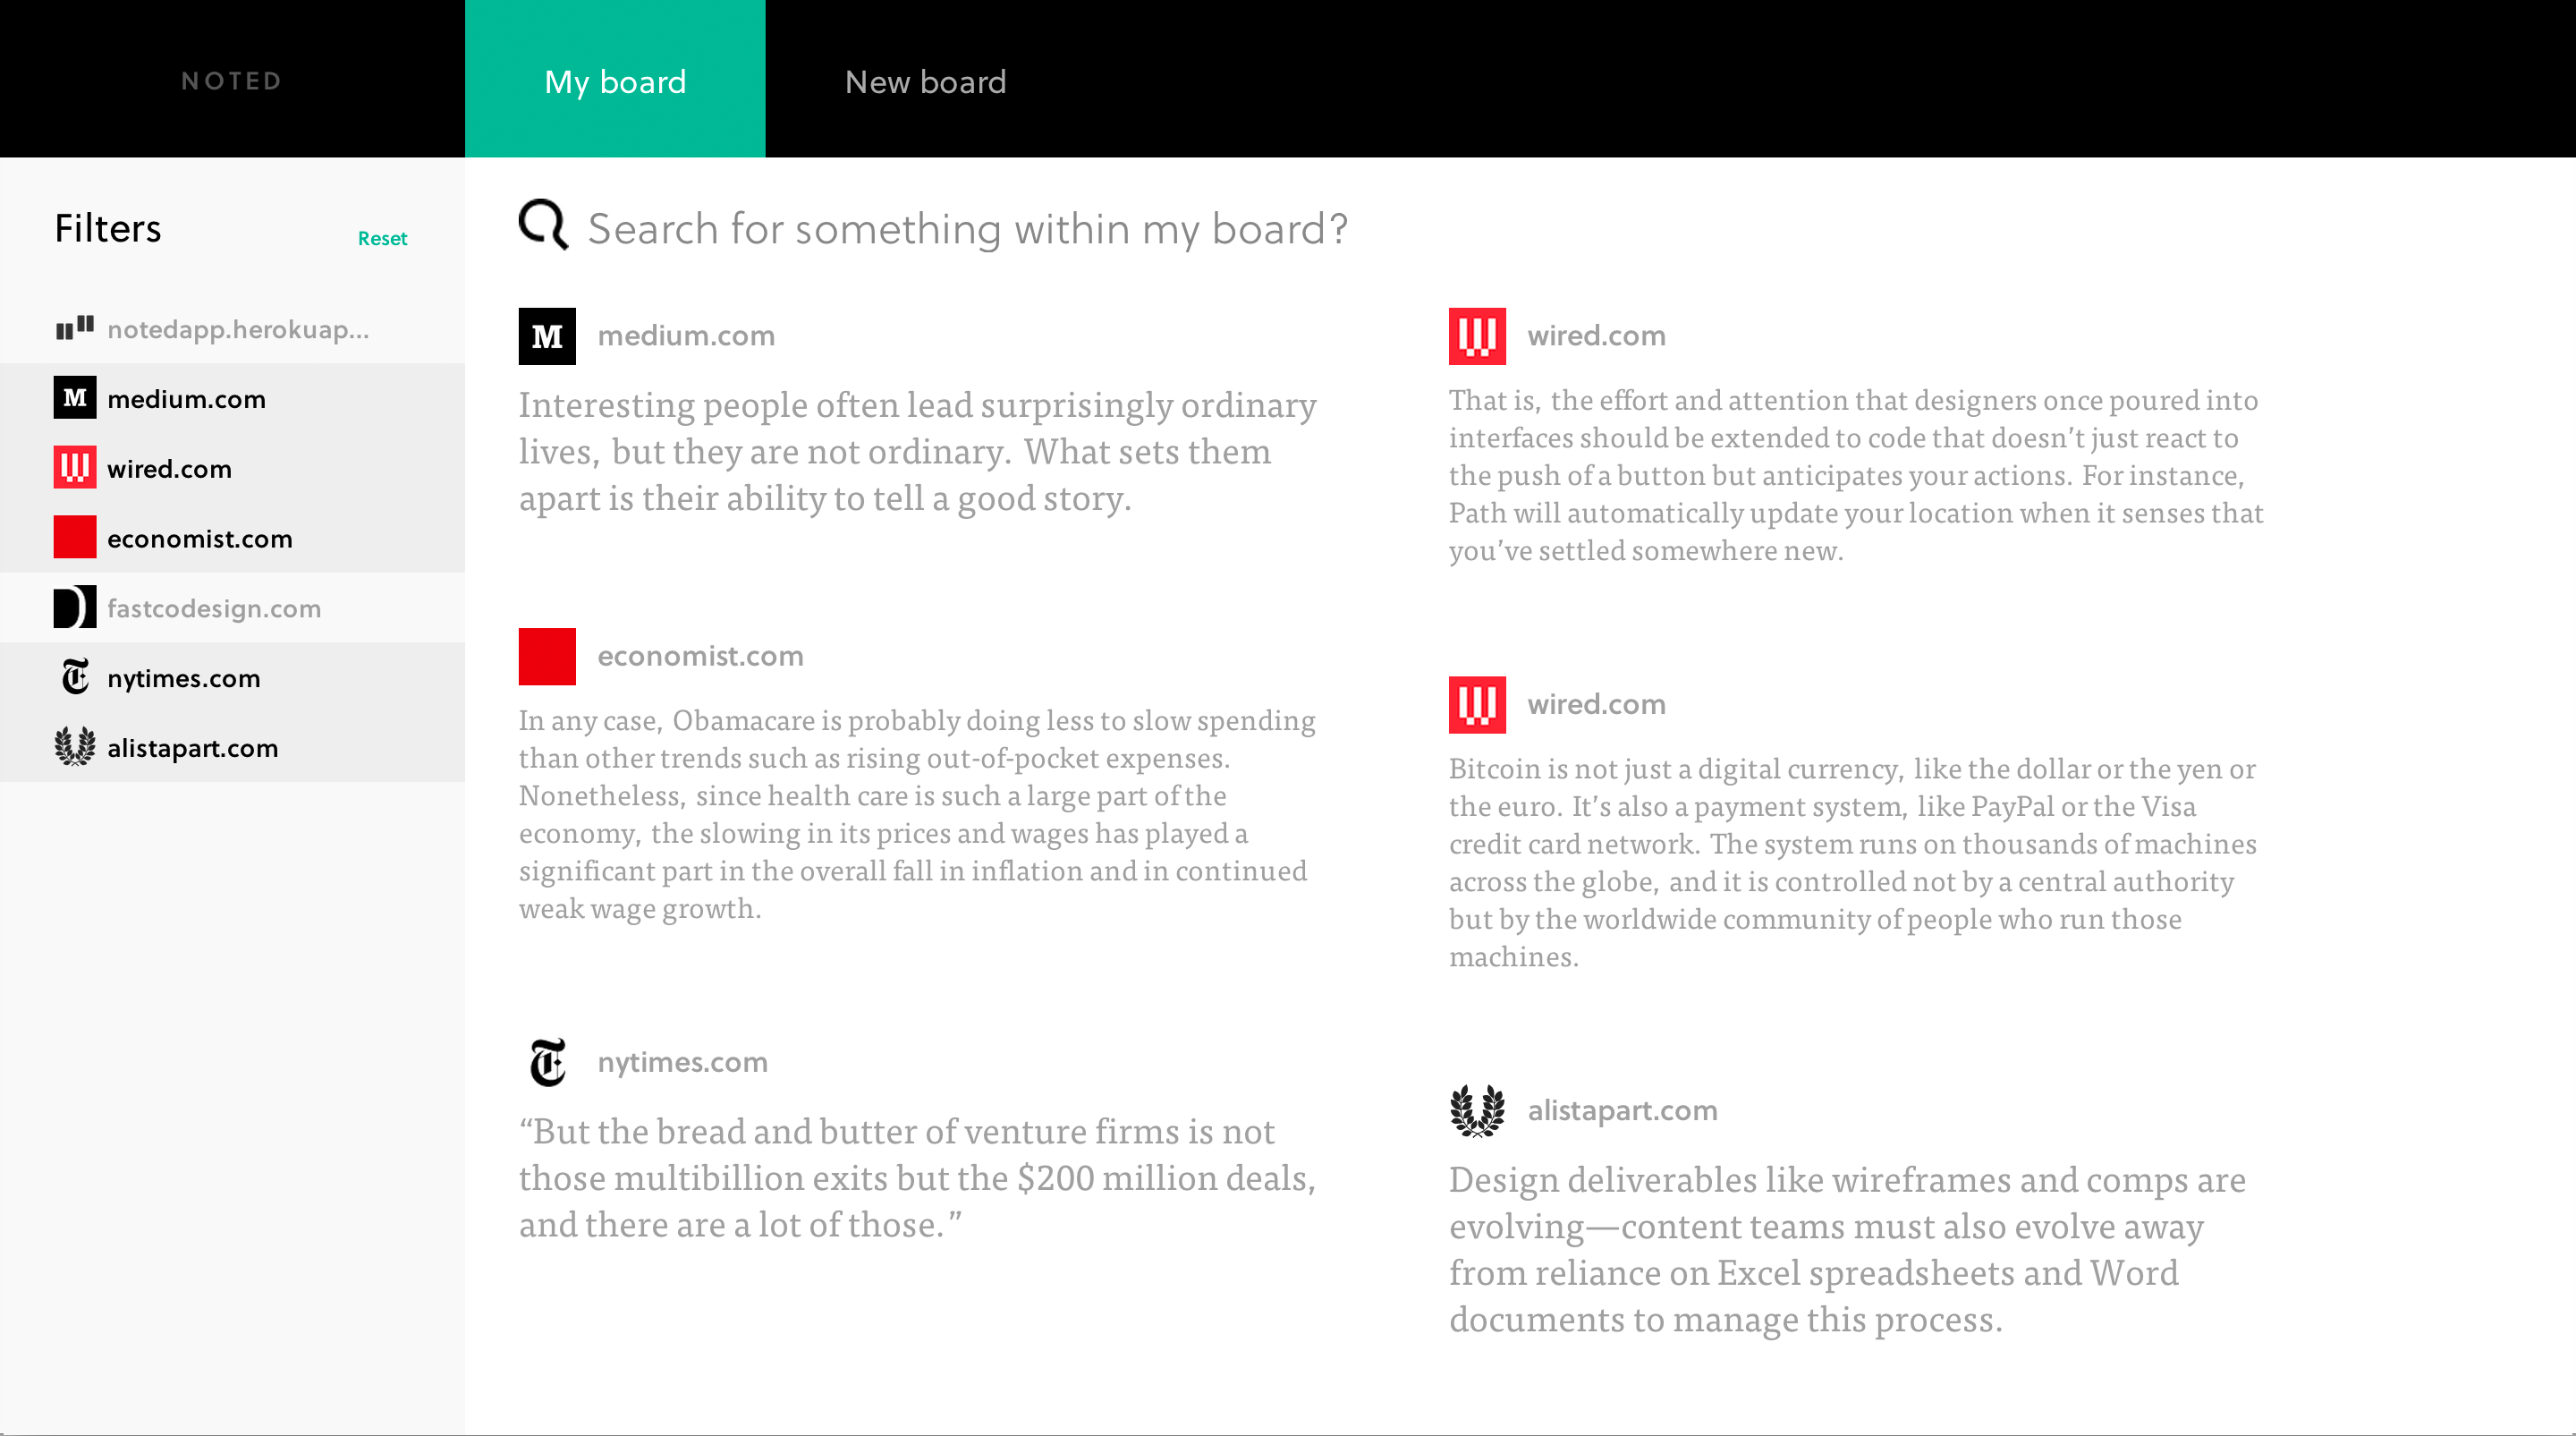 NOTED
My board
New board
Filters
Reset
notedapp.herokuap...
M medium.com
wired.com
economist.com
fastcodesign.com
nytimes.com
alistapart.com
Search for something within my board?
M medium.com
Interesting people often lead surprisingly ordinary
lives, but they are not ordinary. What sets them
apart is their ability to tell a good story.
economist.com
In any case, Obamacare is probably doing less to slow spending
than other trends such as rising out-of-pocket expenses.
Nonetheless, since health care is such a large part of the
economy, the slowing in its prices and wages has played a
significant part in the overall fall in inflation and in continued
weak wage growth.
nytimes.com
“But the bread and butter of venture firms is not
those multibillion exits but the $200 million deals,
and there are a lot of those.”
wired.com
That is, the effort and attention that designers once poured into
interfaces should be extended to code that doesn’t just react to
the push of a button but anticipates your actions. For instance,
Path will automatically update your location when it senses that
you’ve settled somewhere new.
wired.com
Bitcoin is not just a digital currency, like the dollar or the yen or
the euro. It’s also a payment system, like PayPal or the Visa
credit card network. The system runs on thousands of machines
across the globe, and it is controlled not by a central authority
but by the worldwide community of people who run those
machines.
alistapart.com
Design deliverables like wireframes and comps are
evolving—content teams must also evolve away
from reliance on Excel spreadsheets and Word
documents to manage this process.